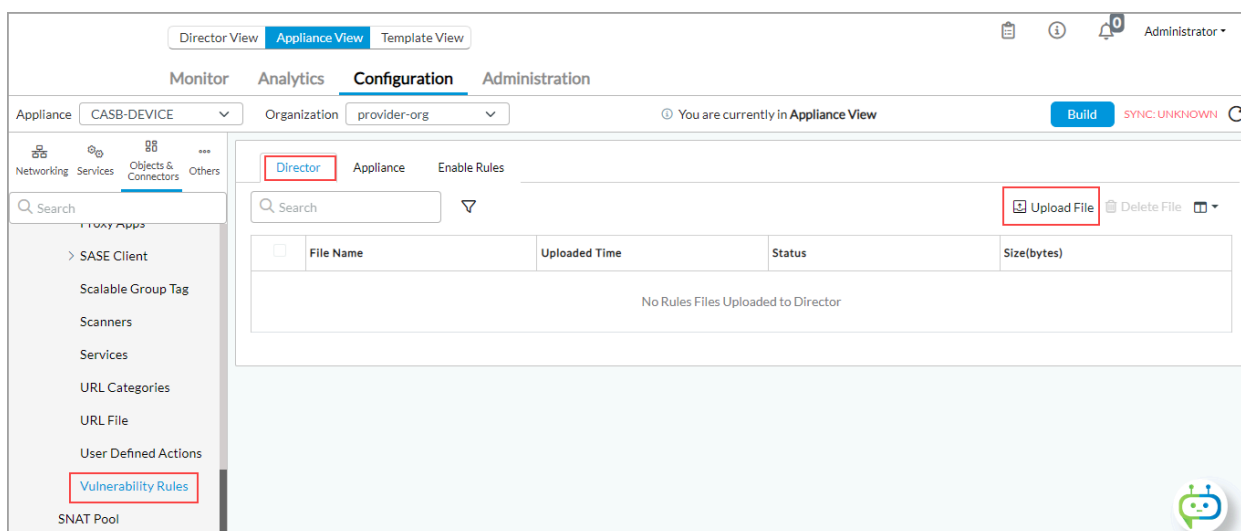 Director View Appliance View Template View
0
Administrator
Monitor Analytics Configuration Administration
Appliance CASB-DEVICE Organization provider-org You are currently in Appliance View Build SYNC: UNKNOWN
Networking Services Objects & Connectors Others
Director Appliance Enable Rules
Search
Search
Upload File Delete File
Proxy Apps
SASE Client
Scalable Group Tag
Scanners
Services
URL Categories
URL File
User Defined Actions
Vulnerability Rules
SNAT Pool
File Name Uploaded Time Status Size(bytes)
No Rules Files Uploaded to Director